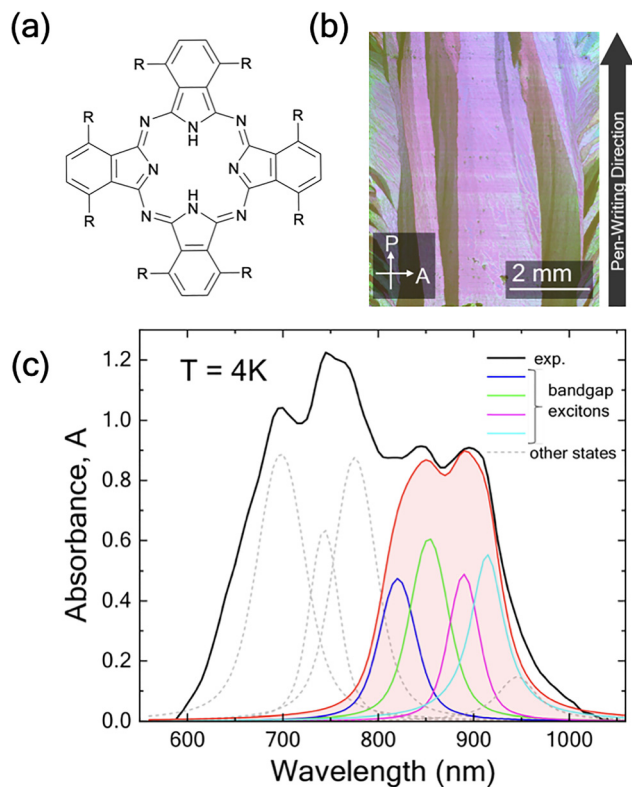 (a)
R
R
N
N
NH
R
R
N
N
R
R
HN
N
N
R
R
(b)
P
A
2 mm
Pen-Writing Direction
(c)
T = 4K
exp.
bandgap
excitons
other states
Absorbance, A
1.2
1.0
0.8
0.6
0.4
0.2
0.0
600
700
800
900
1000
Wavelength (nm)